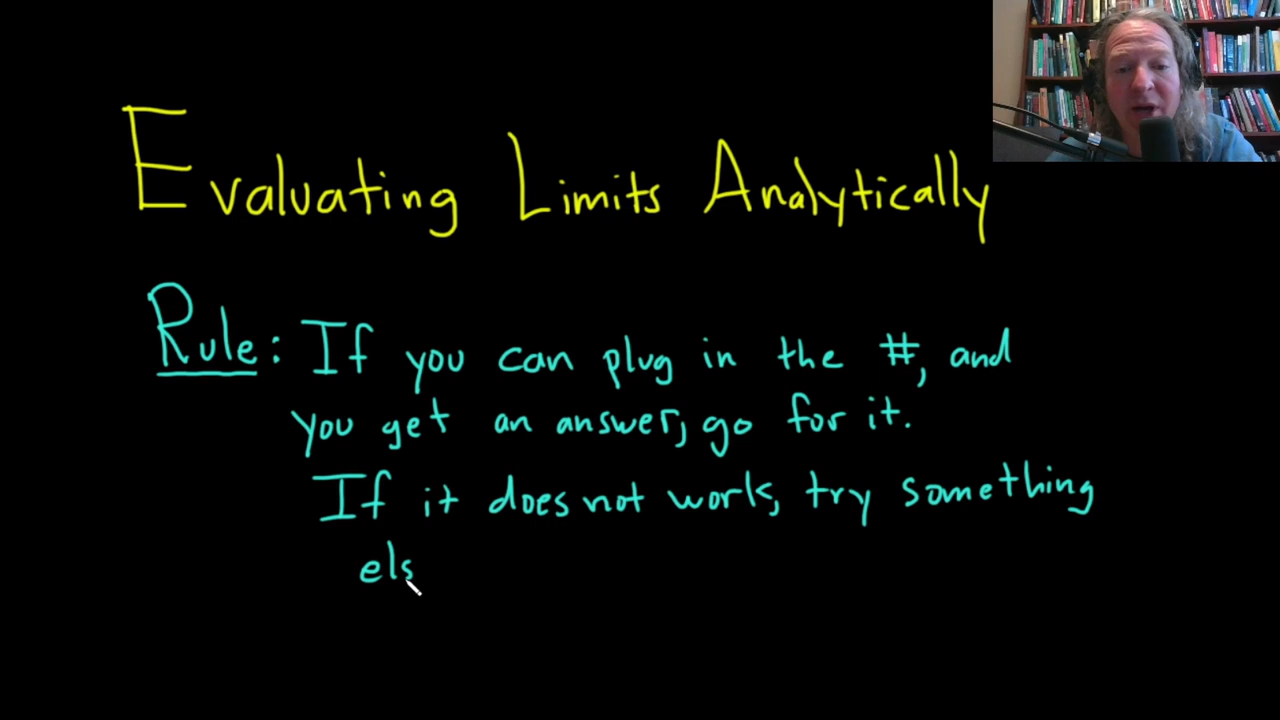 Evaluating Limits Analytically
Rule: If you can plug in the #, and
you get an answer, go for it.
If it does not work, try something
els